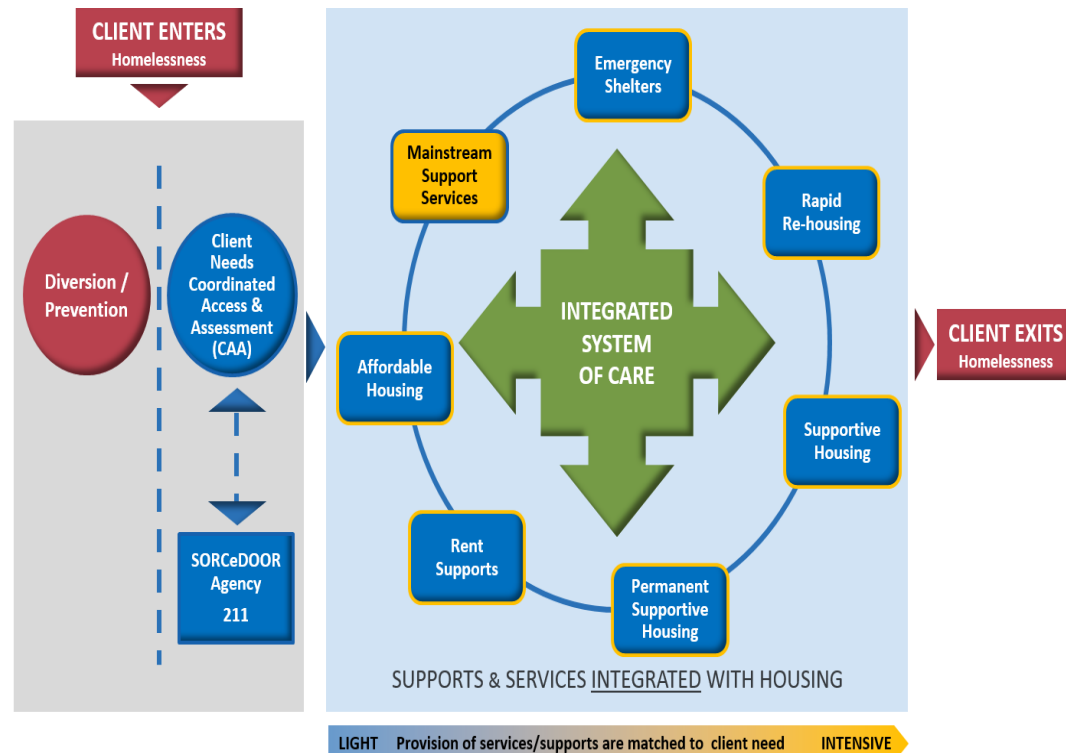 CLIENT ENTERS
Homelessness
Diversion /
Prevention
Client
Needs
Coordinated
Access &
Assessment
(CAA)
SORCeDOOR
Agency
211
Emergency
Shelters
Mainstream
Support
Services
Rapid
Re-housing
INTEGRATED
SYSTEM
OF CARE
Affordable
Housing
Supportive
Housing
Rent
Supports
Permanent
Supportive
Housing
SUPPORTS & SERVICES INTEGRATED WITH HOUSING
CLIENT EXITS
Homelessness
LIGHT Provision of services/supports are matched to client need INTENSIVE